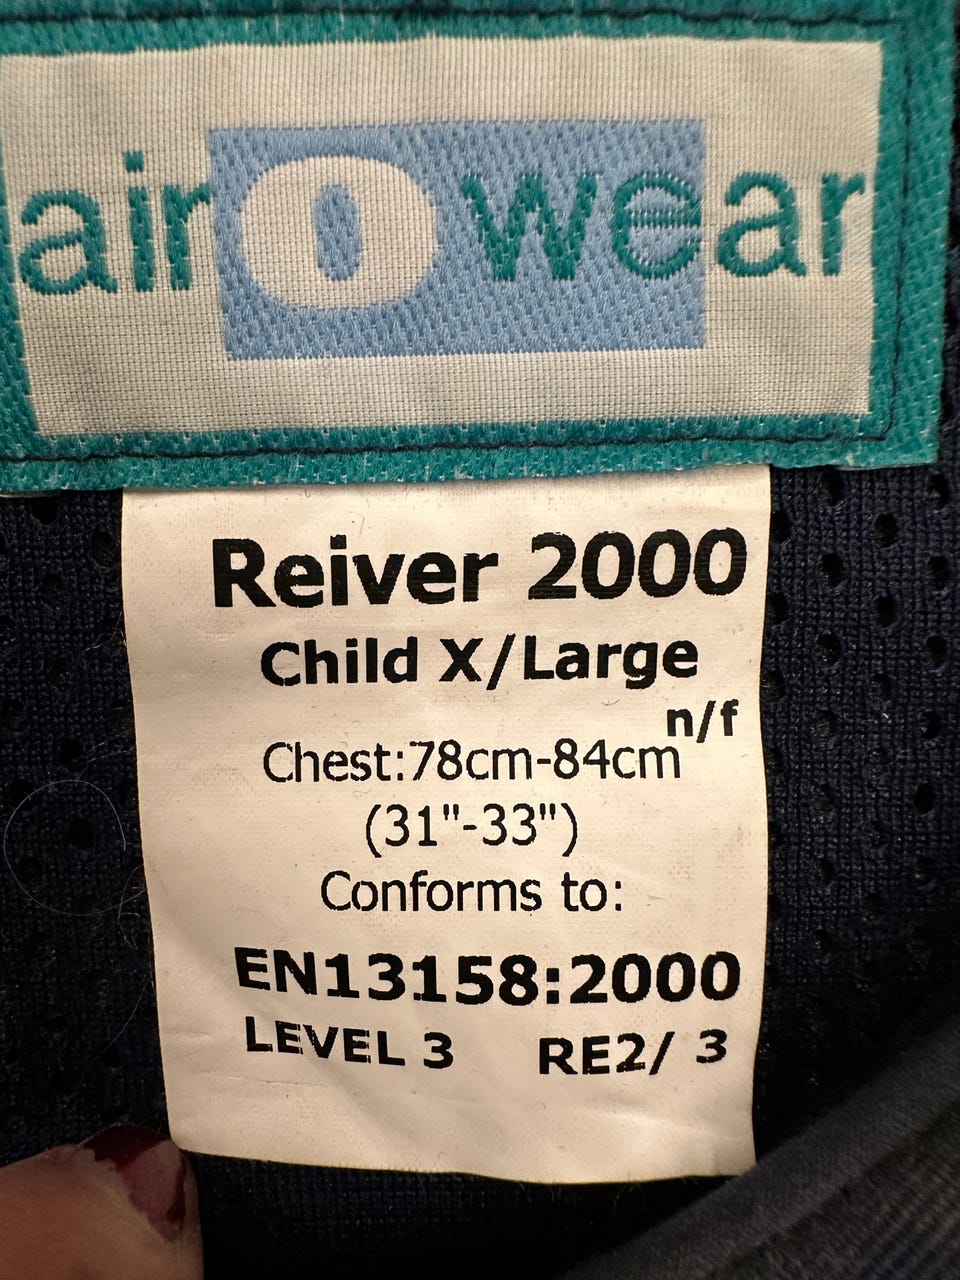 airOwear
Reiver 2000
Child X/Large
n/f
Chest:78cm-84cm
(31"-33")
Conforms to:
EN13158:2000
LEVEL 3 RE2/ 3